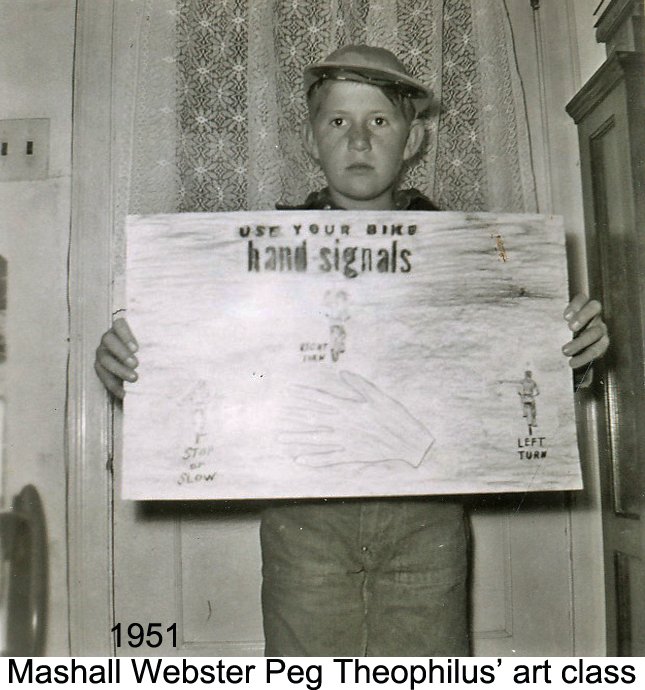 USE YOUR BIKE
hand signals
RIGHT
TURN
STOP
OR
SLOW
LEFT
TURN
1951
Mashall Webster Peg Theophilus’ art class